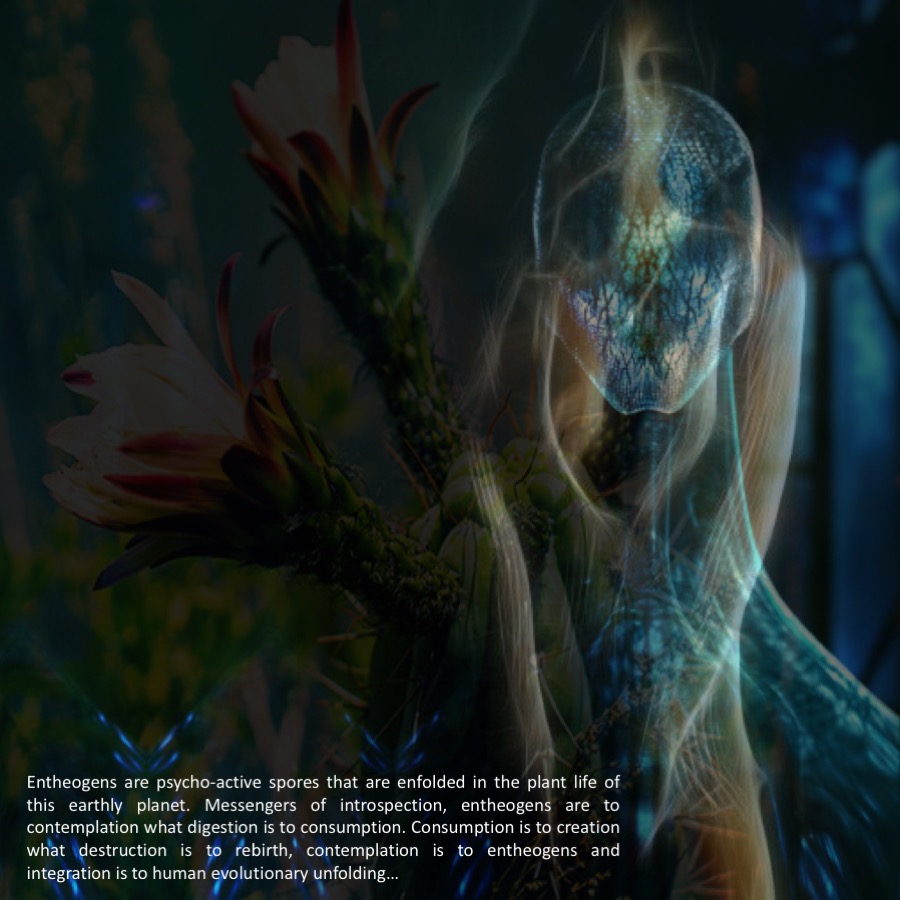 Entheogens are psycho-active spores that are enfolded in the plant life of
this earthly planet. Messengers of introspection, entheogens are to
contemplation what digestion is to consumption. Consumption is to creation
what destruction is to rebirth, contemplation is to entheogens and
integration is to human evolutionary unfolding...